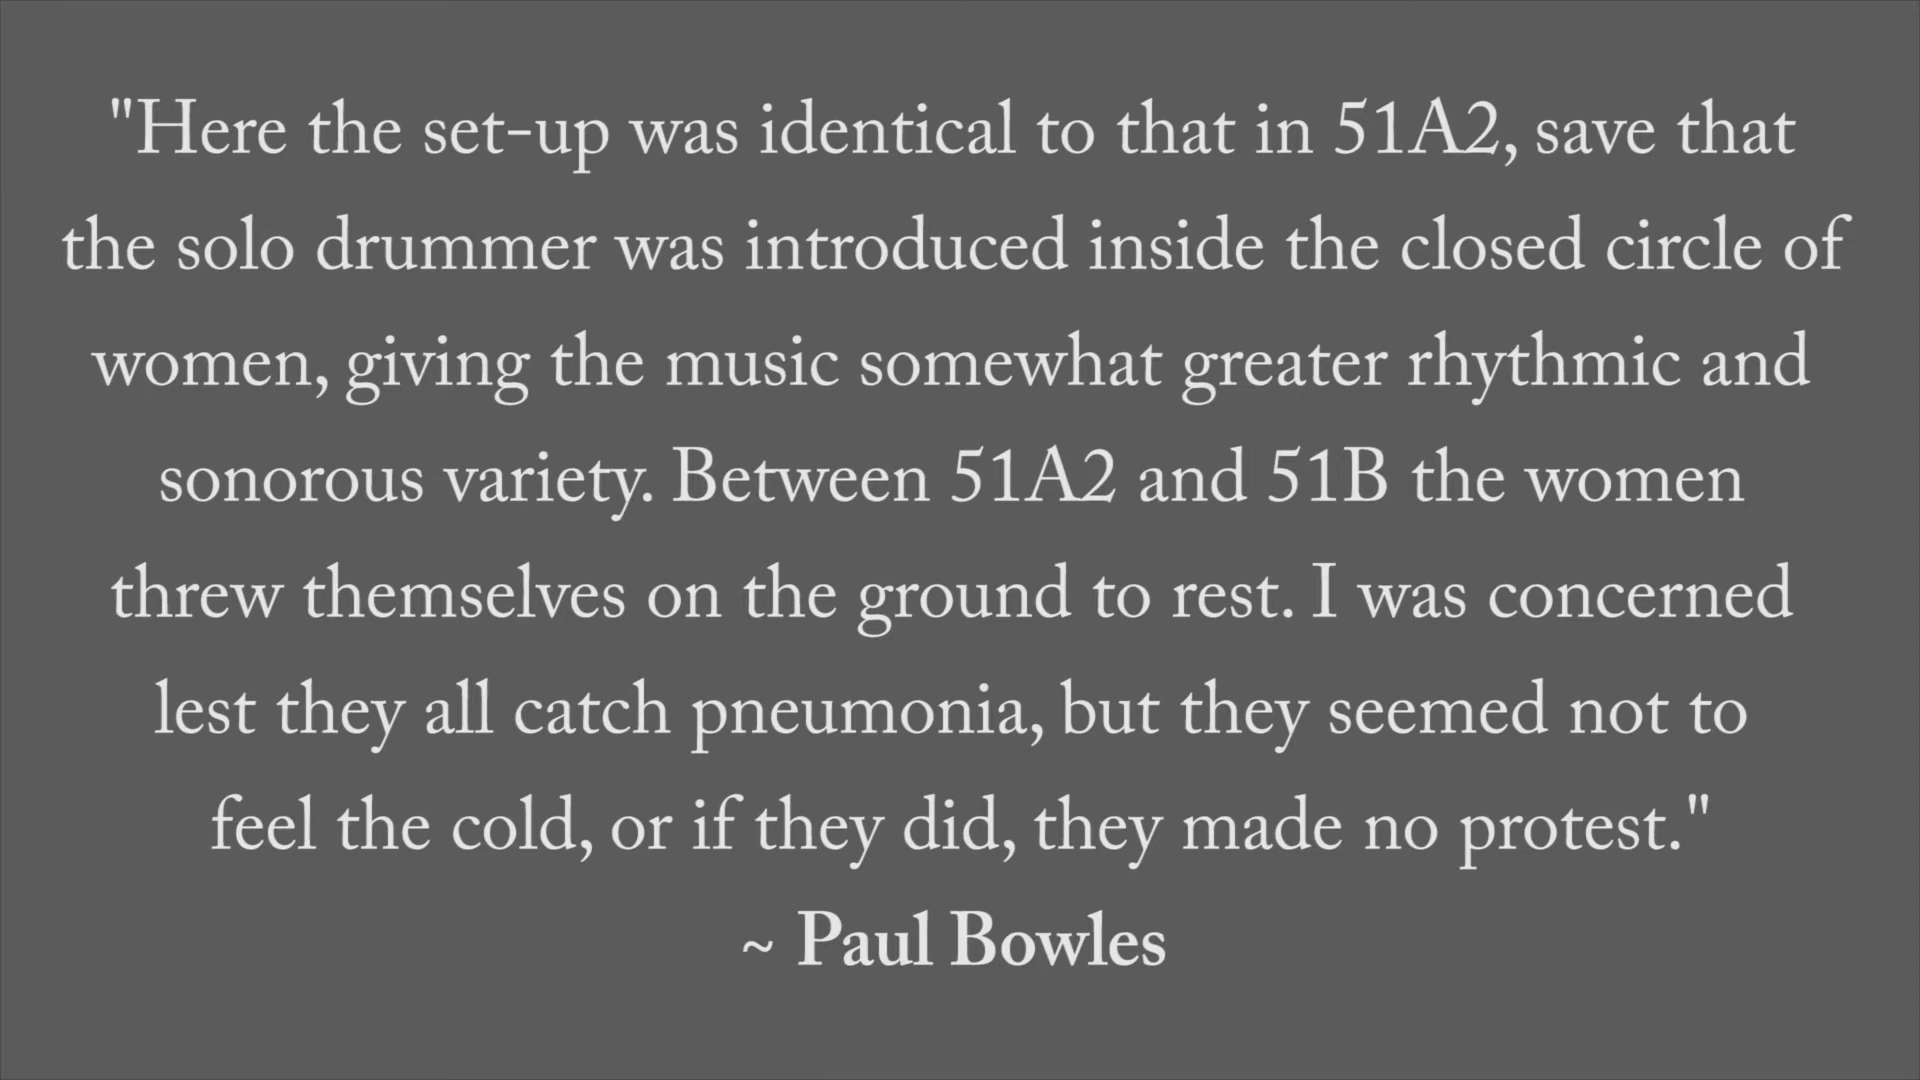 "Here the set-up was identical to that in 51A2, save that
the solo drummer was introduced inside the closed circle of
women, giving the music somewhat greater rhythmic and
sonorous variety. Between 51A2 and 51B the women
threw themselves on the ground to rest. I was concerned
lest they all catch pneumonia, but they seemed not to
feel the cold, or if they did, they made no protest."
~ Paul Bowles